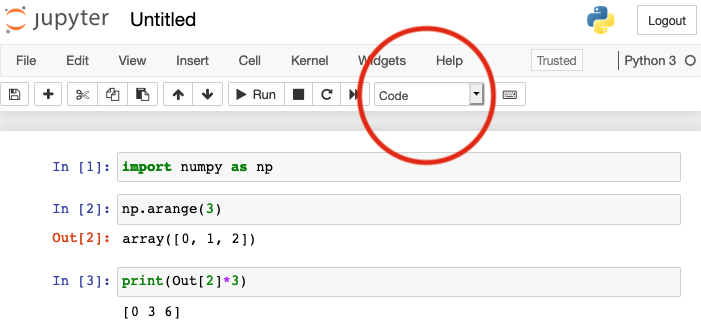 jupyter Untitled Logout
File Edit View Insert Cell Kernel Widgets Help Trusted Python 3
Run Code
In [1]: import numpy as np
In [2]: np.arange(3)
Out[2]: array([0, 1, 2])
In [3]: print(Out[2]*3)
[0 3 6]